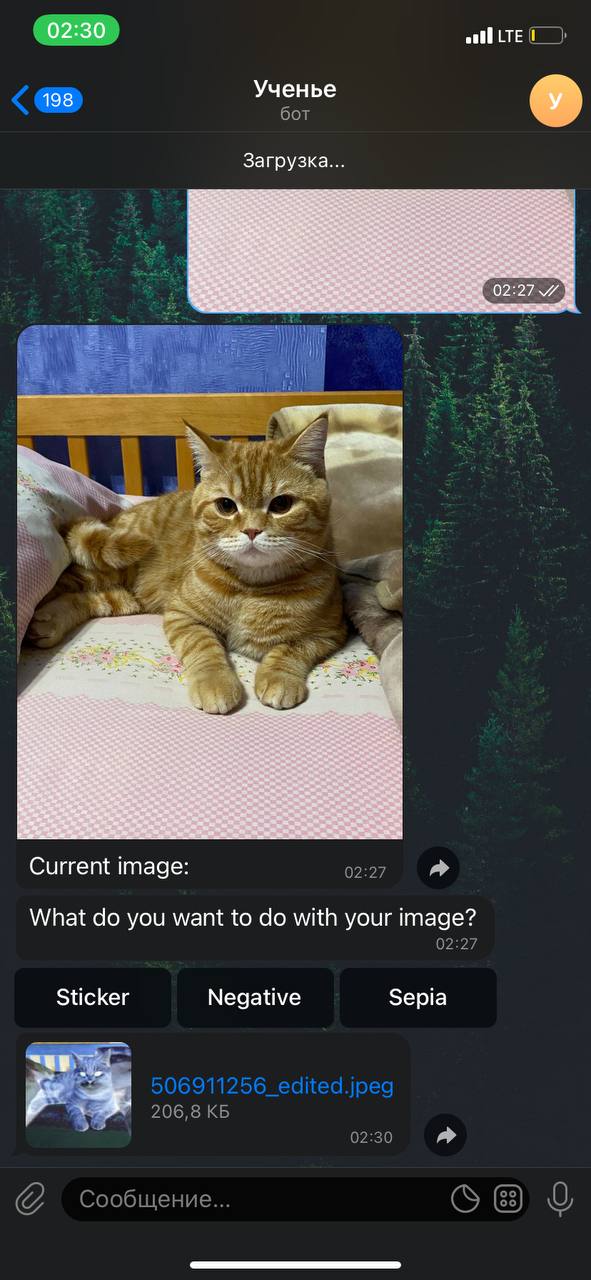 02:30
LTE
198
Ученье
У
бот
Загрузка...
02:27
Current image:
02:27
What do you want to do with your image?
02:27
Sticker
Negative
Sepia
506911256_edited.jpeg
206,8 КБ
02:30
Сообщение...